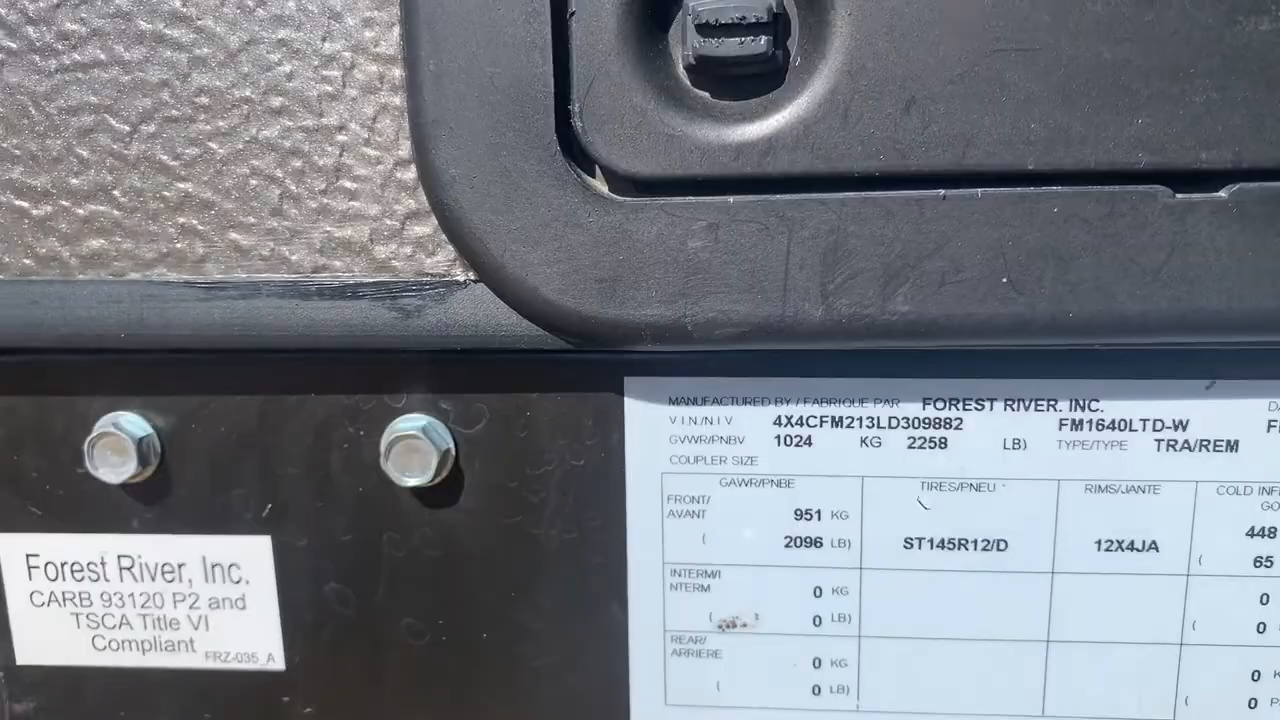 MANUFACTURED BY / FABRIQUE PAR FOREST RIVER, INC.
V I N / N I V 4X4CFM213LD309882 FM1640LTD-W
GVWR/PNBV 1024 KG 2258 LB) TYPE/TYPE TRA/REM
COUPLER SIZE
GAWR/PNBE TIRES/PNEU RIMS/JANTE COLD
FRONT/
AVANT 951 KG 448
( 2096 LB) ST145R12/D 12X4JA ( 65
INTERM/I
NTERM 0 KG 0
( 0 LB) ( 0
REAR/
ARRIERE 0 KG 0
( 0 LB) ( 0
Forest River, Inc.
CARB 93120 P2 and
TSCA Title VI
Compliant
FRZ-035_A